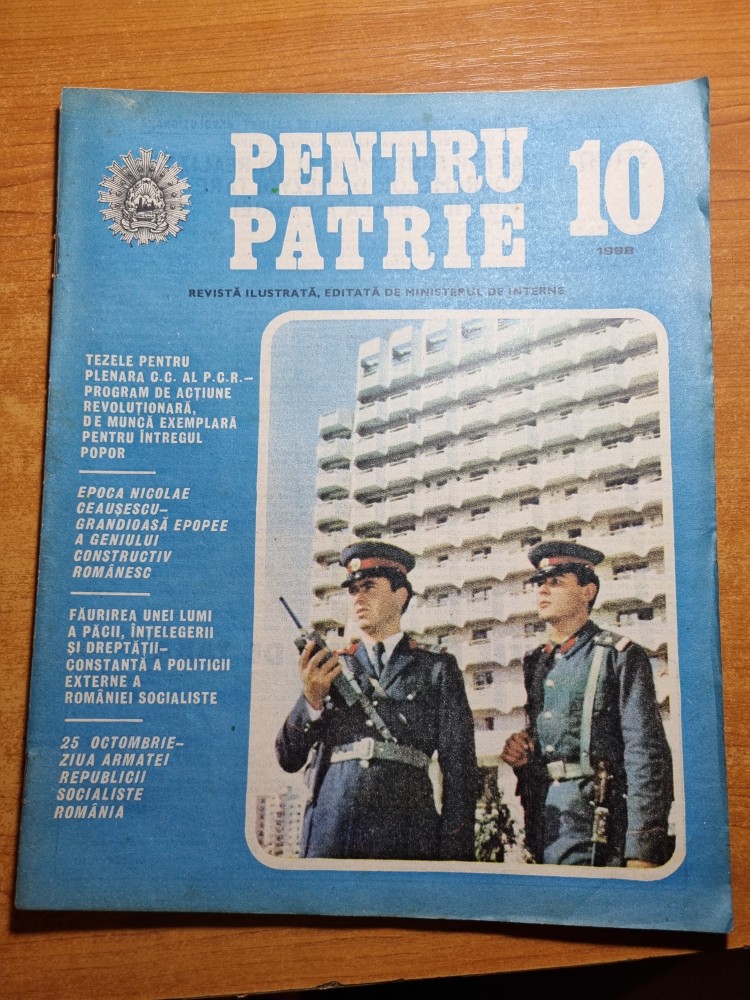 PENTRU
PATRIE
10
1988
REVISTĂ ILUSTRATĂ, EDITATĂ DE MINISTERUL DE INTERNE
TEZELE PENTRU
PLENARA C.C. AL P.C.R.—
PROGRAM DE ACȚIUNE
REVOLUȚIONARĂ,
DE MUNCĂ EXEMPLARĂ
PENTRU ÎNTREGUL
POPOR
EPOCA NICOLAE
CEAUȘESCU—
GRANDIOASĂ EPOPEE
A GENIULUI
CONSTRUCTIV
ROMÂNESC
FĂURIREA UNEI LUMI
A PĂCII, ÎNȚELEGERII
ȘI DREPTĂȚII—
CONSTANTĂ A POLITICII
EXTERNE A
ROMÂNIEI SOCIALISTE
25 OCTOMBRIE—
ZIUA ARMATEI
REPUBLICII
SOCIALISTE
ROMÂNIA